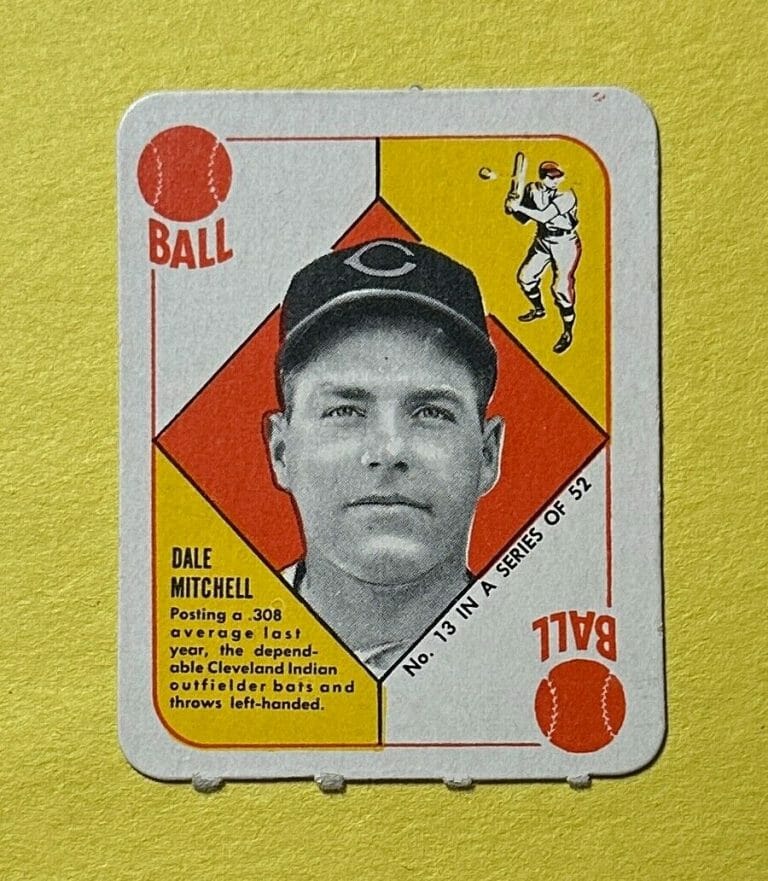 BALL
C
DALE
MITCHELL
Posting a .308
average last
year, the depend-
able Cleveland Indian
outfielder bats and
throws left-handed.
No. 13 IN A SERIES OF 52
BALL